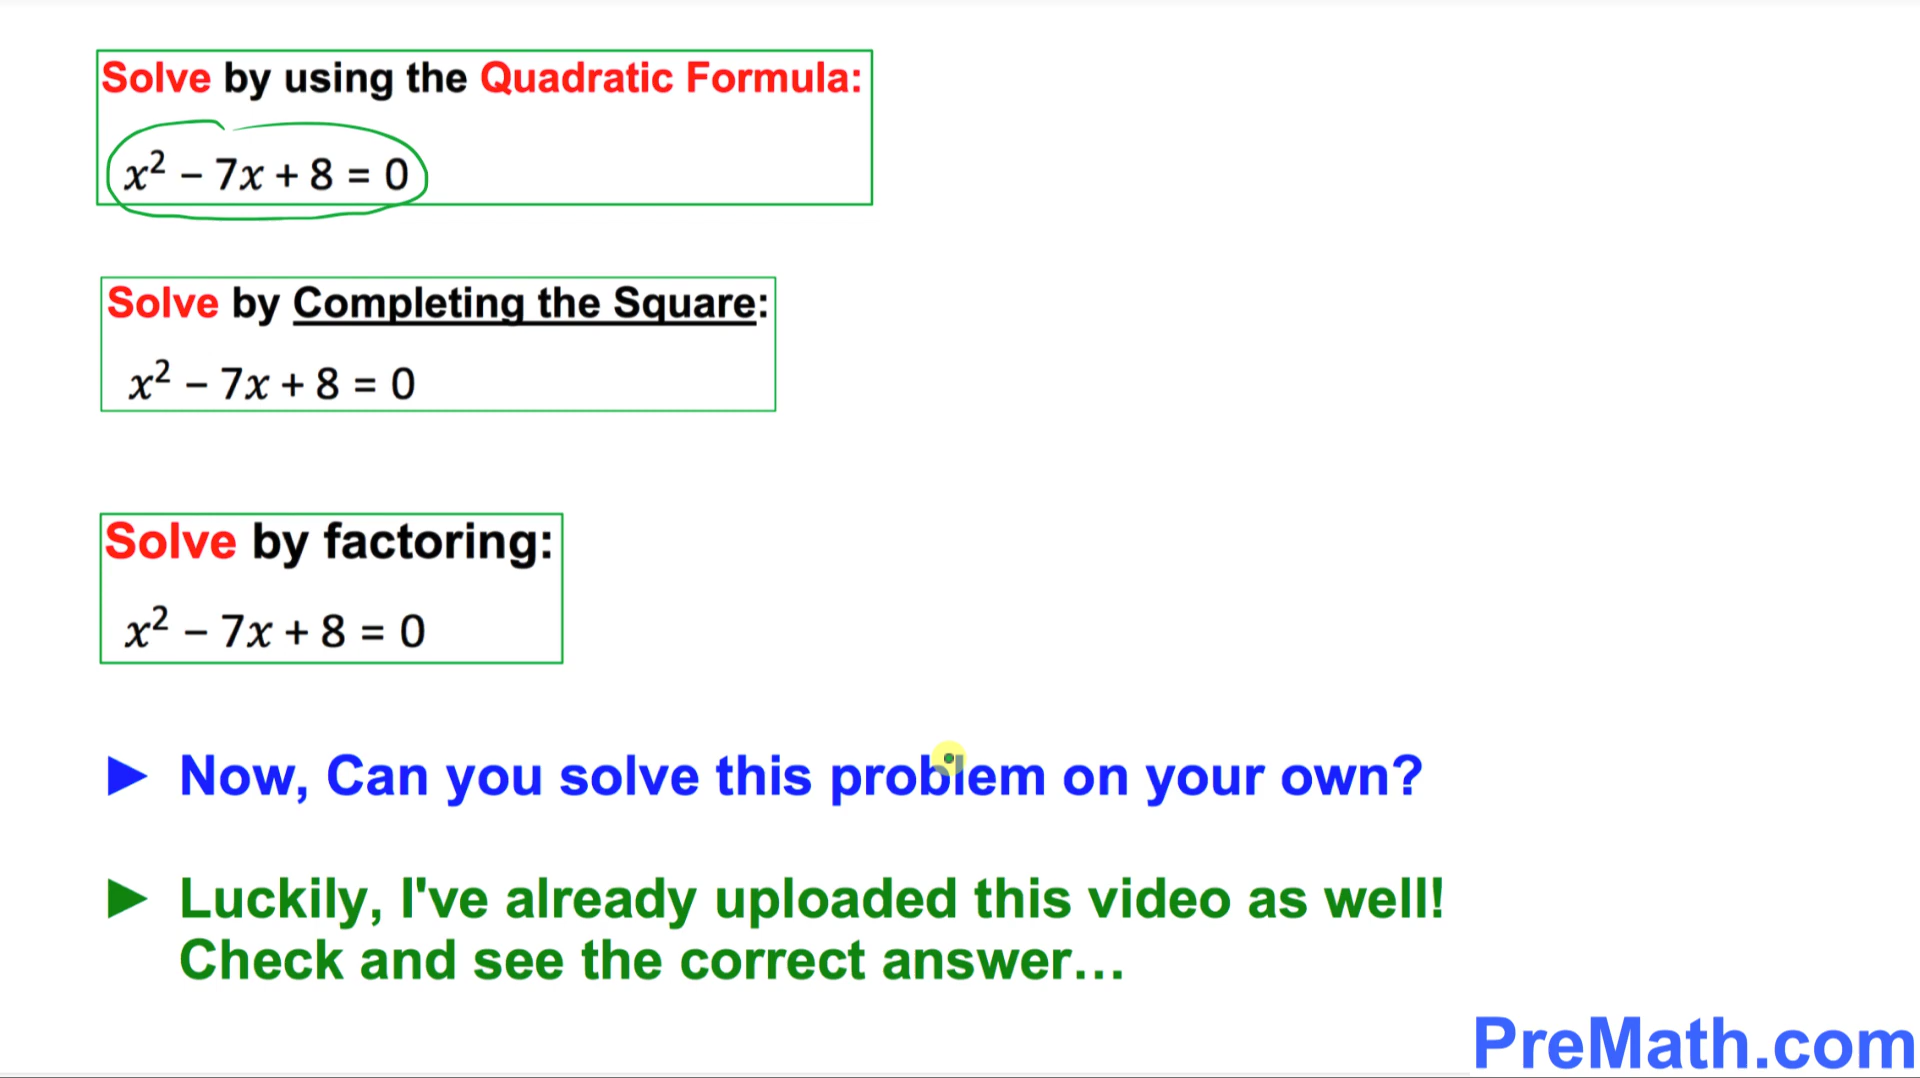 Solve by using the Quadratic Formula:
x² − 7x + 8 = 0
Solve by Completing the Square:
x² − 7x + 8 = 0
Solve by factoring:
x² − 7x + 8 = 0
► Now, Can you solve this problem on your own?
► Luckily, I've already uploaded this video as well!
Check and see the correct answer...
PreMath.com